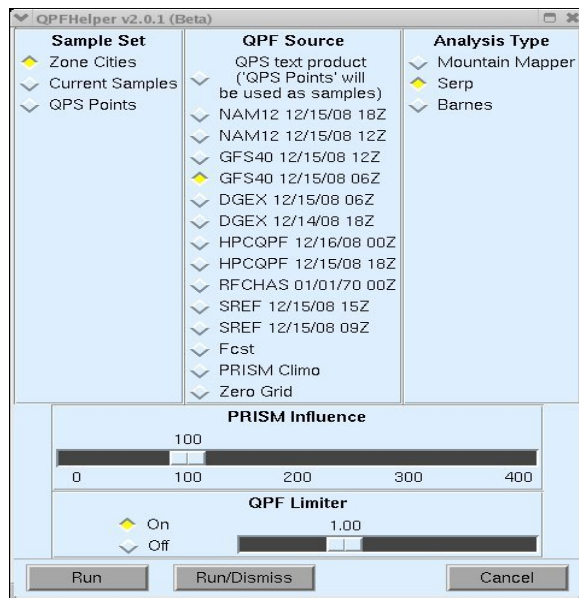 QPFHelper v2.0.1 (Beta)
Sample Set
Zone Cities
Current Samples
QPS Points
QPF Source
QPS text product
('QPS Points' will
be used as samples)
NAM12 12/15/08 18Z
NAM12 12/15/08 12Z
GFS40 12/15/08 12Z
GFS40 12/15/08 06Z
DGEX 12/15/08 06Z
DGEX 12/14/08 18Z
HPCQPF 12/16/08 00Z
HPCQPF 12/15/08 18Z
RFCHAS 01/01/70 00Z
SREF 12/15/08 15Z
SREF 12/15/08 09Z
Fcst
PRISM Climo
Zero Grid
Analysis Type
Mountain Mapper
Serp
Barnes
PRISM Influence
100
0 100 200 300 400
QPF Limiter
On
Off
1.00
Run Run/Dismiss Cancel